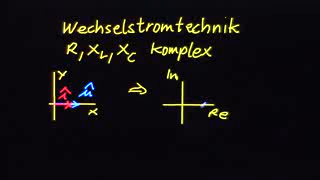 Wechselstromtechnik
R, XL, XC komplex
Y
Im
î
û
⇒
X
Re